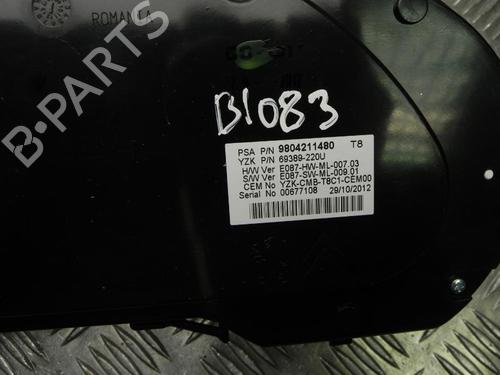 ROMANIA
B1083
PSA P/N 9804211480 T8
YZK P/N 69389-220U
H/W Ver E087-HW-ML-007.03
S/W Ver E087-SW-ML-009.01
CEM No YZK-CMB-T8C1-CEM00
Serial No 00677108 29/10/2012